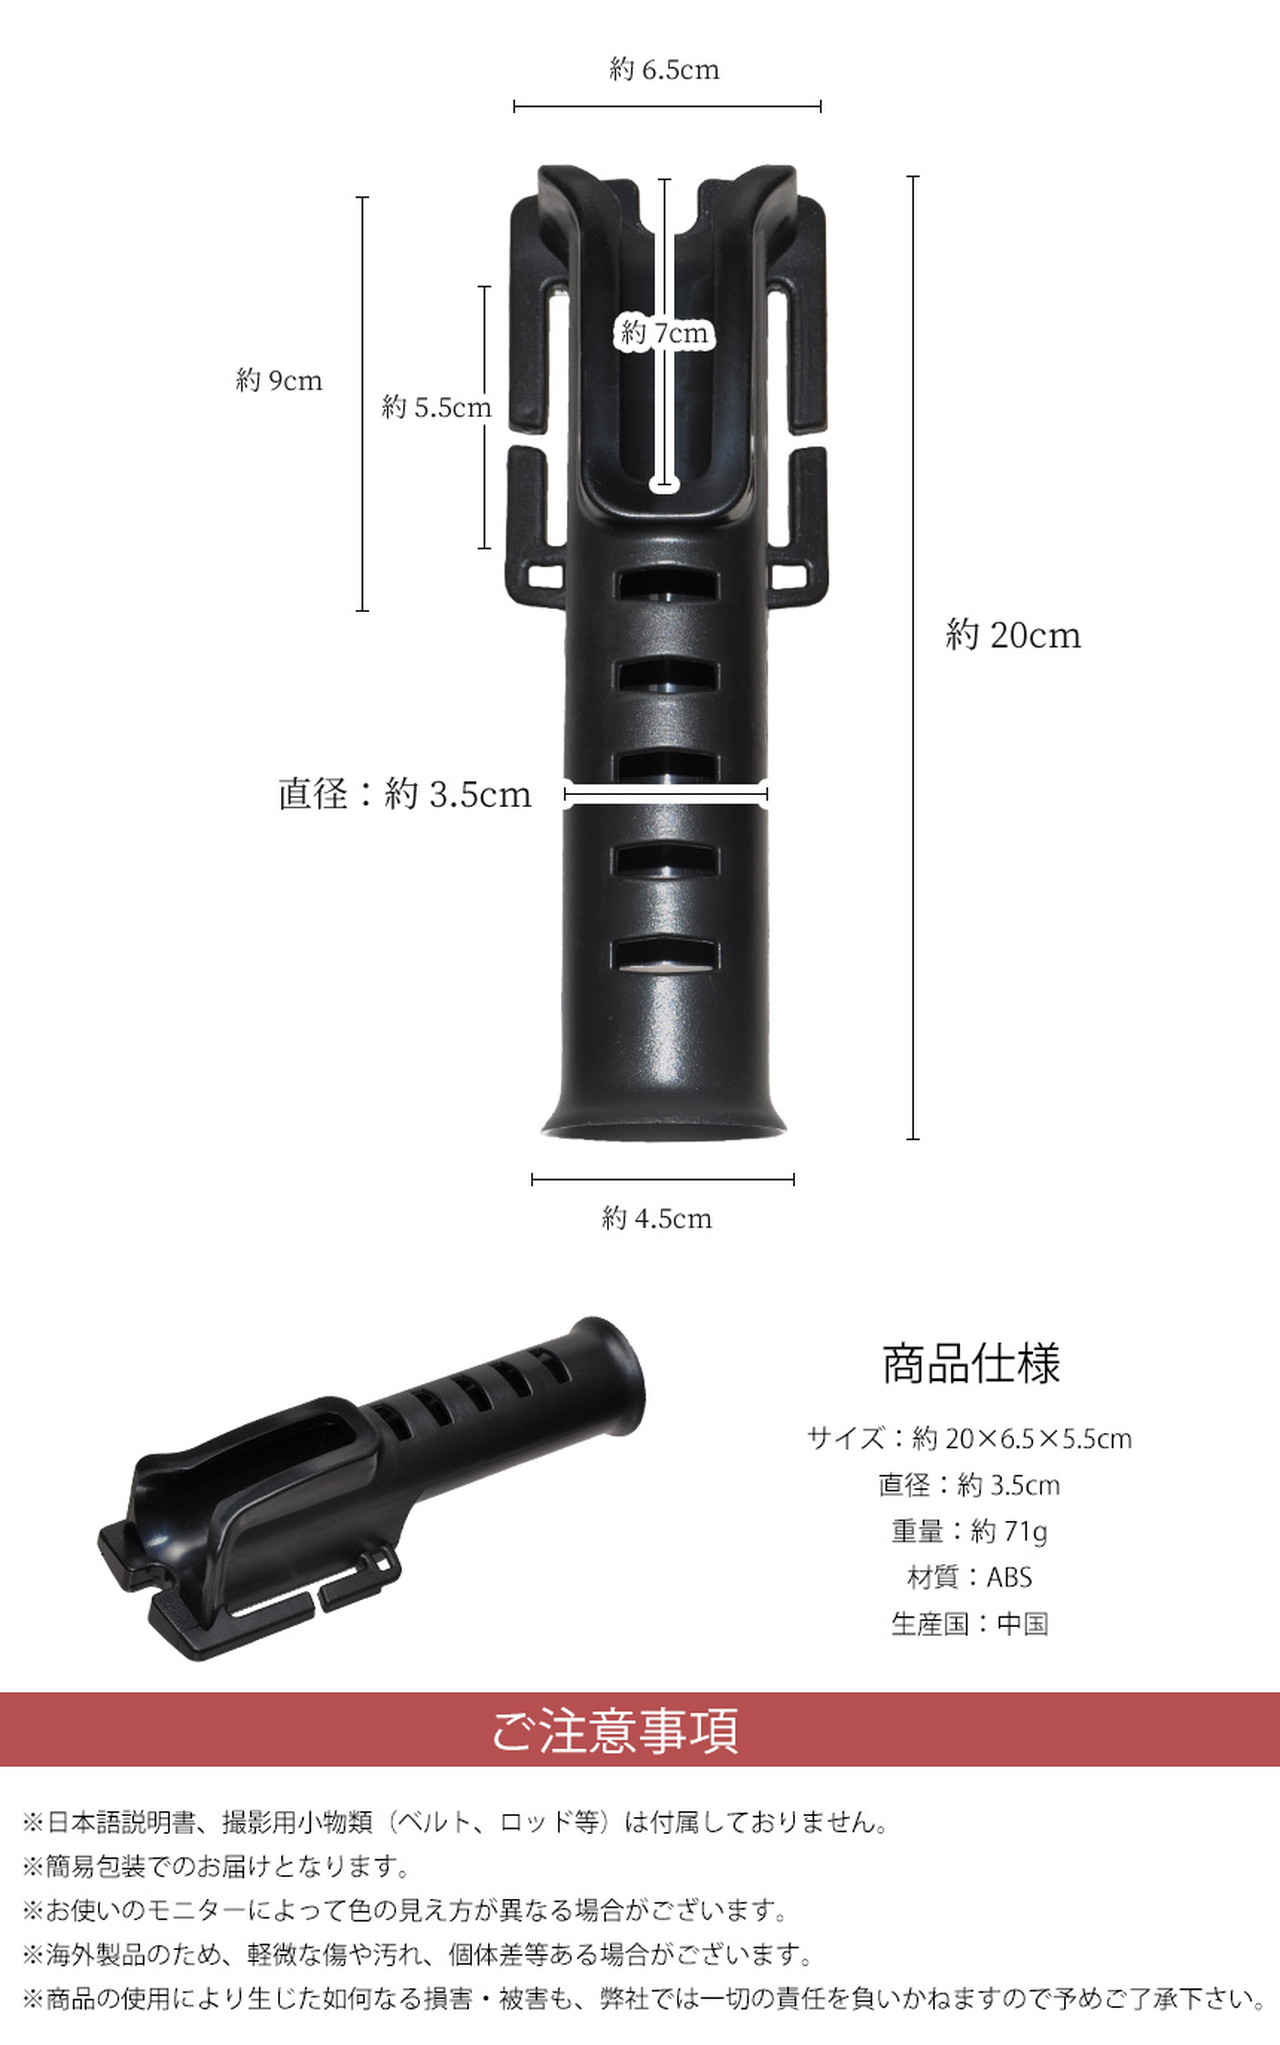 約 6.5cm
約 7cm
約 9cm
約 5.5cm
約 20cm
直径：約 3.5cm
約 4.5cm
商品仕様
サイズ：約 20×6.5×5.5cm
直径：約 3.5cm
重量：約 71g
材質：ABS
生産国：中国
ご注意事項
※日本語説明書、撮影用小物類（ベルト、ロッド等）は付属しておりません。
※簡易包装でのお届けとなります。
※お使いのモニターによって色の見え方が異なる場合がございます。
※海外製品のため、軽微な傷や汚れ、個体差等ある場合がございます。
※商品の使用により生じた如何なる損害・被害も、弊社では一切の責任を負いかねますので予めご了承下さい。